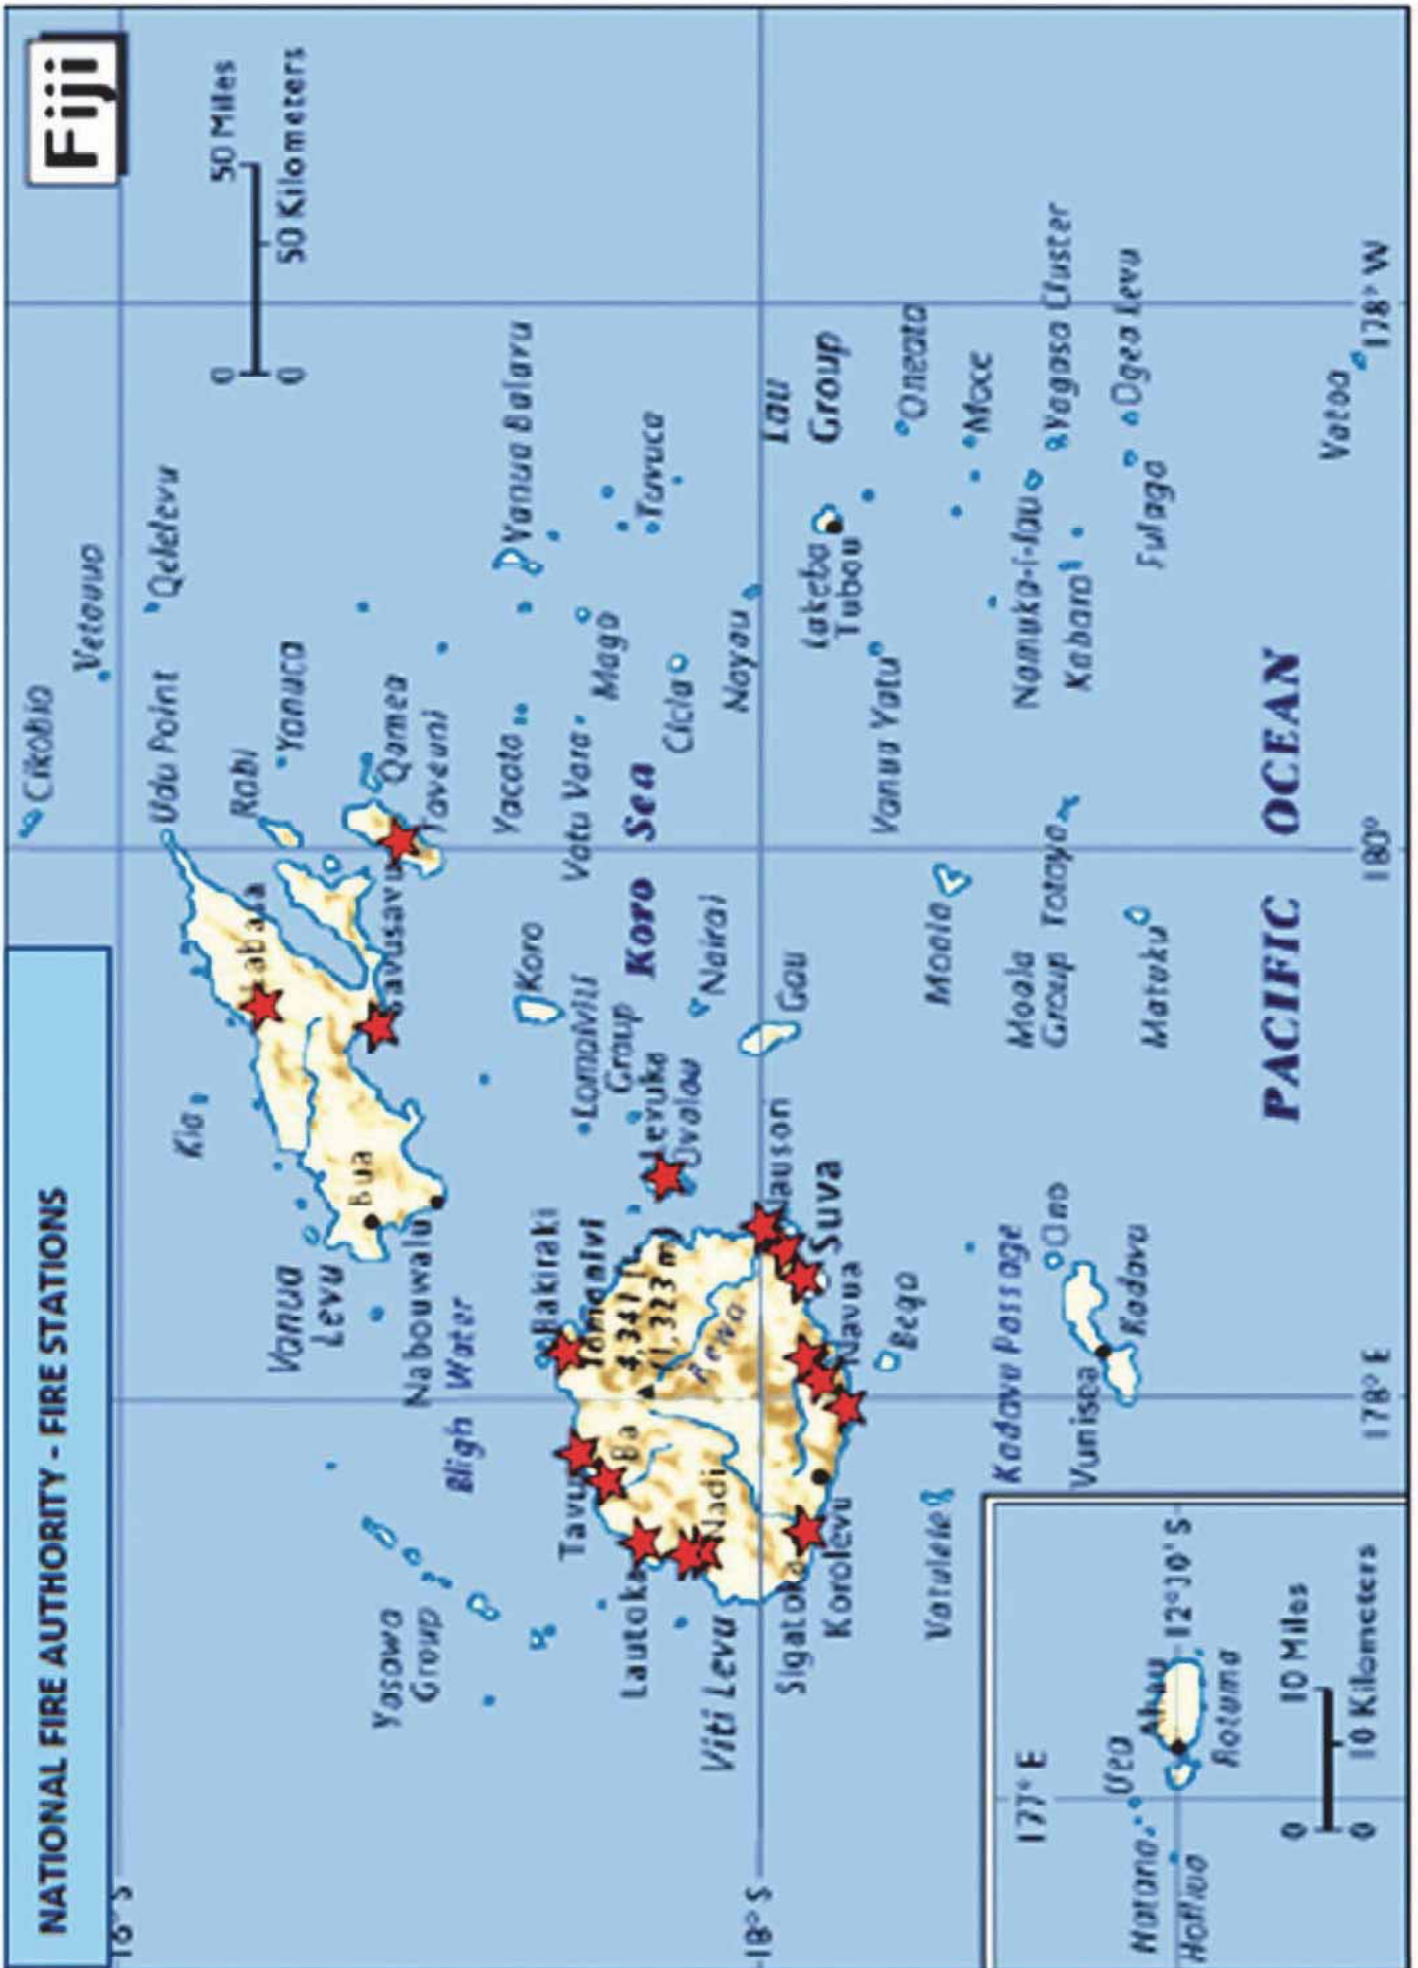 NATIONAL FIRE AUTHORITY - FIRE STATIONS
Fiji
50 Miles
0
50 Kilometers
0
16° S
Cikobia
Vetauua
Qelelevu
Udu Point
Rabi
Yanuca
Labasa
Kia
Qamea
Taveuni
Savusavu
Bua
Vanua
Levu
Nabouwalu
Bligh Water
Yasawa
Group
Vanua Balavu
Yacata
Koro
Vatu Vara
Mago
Tuvuca
Koro Sea
Cicia
Lomaiviti
Group
Levuka
Ovalau
Nairai
Nayau
Gau
Rakiraki
Tomanivi
4,341 ft
(1,323 m)
Rewa
Tavu
Ba
Lautoka
Nadi
Viti Levu
18° S
Nauson
Suva
Navua
Sigatoka
Korolevu
Beqa
Vatulele
Lau
Group
Lakeba
Tubou
Oneata
Vanua Vatu
Moce
Moala
Namuka-i-lau
Yagasa Cluster
Kabara
Moala
Group
Totoya
Ogea Levu
Fulaga
Matuku
Vatoa
Kadavu Passage
Ono
Vunisea
Kadavu
PACIFIC OCEAN
178° E
180°
178° W
177° E
Uea
Ahau
12°30' S
Rotuma
Hatana
Hofliua
10 Miles
0
10 Kilometers
0